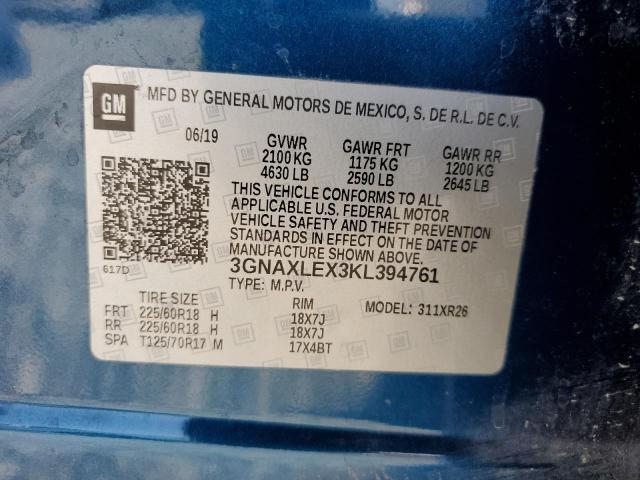 GM
MFD BY GENERAL MOTORS DE MEXICO, S. DE R.L. DE C.V.
06/19 GVWR GAWR FRT GAWR RR
2100 KG 1175 KG 1200 KG
4630 LB 2590 LB 2645 LB
THIS VEHICLE CONFORMS TO ALL
APPLICABLE U.S. FEDERAL MOTOR
VEHICLE SAFETY AND THEFT PREVENTION
STANDARDS IN EFFECT ON THE DATE OF
MANUFACTURE SHOWN ABOVE.
617D 3GNAXLEX3KL394761
TYPE: M.P.V.
TIRE SIZE RIM MODEL: 311XR26
FRT 225/60R18 H 18X7J
RR 225/60R18 H 18X7J
SPA T125/70R17 M 17X4BT